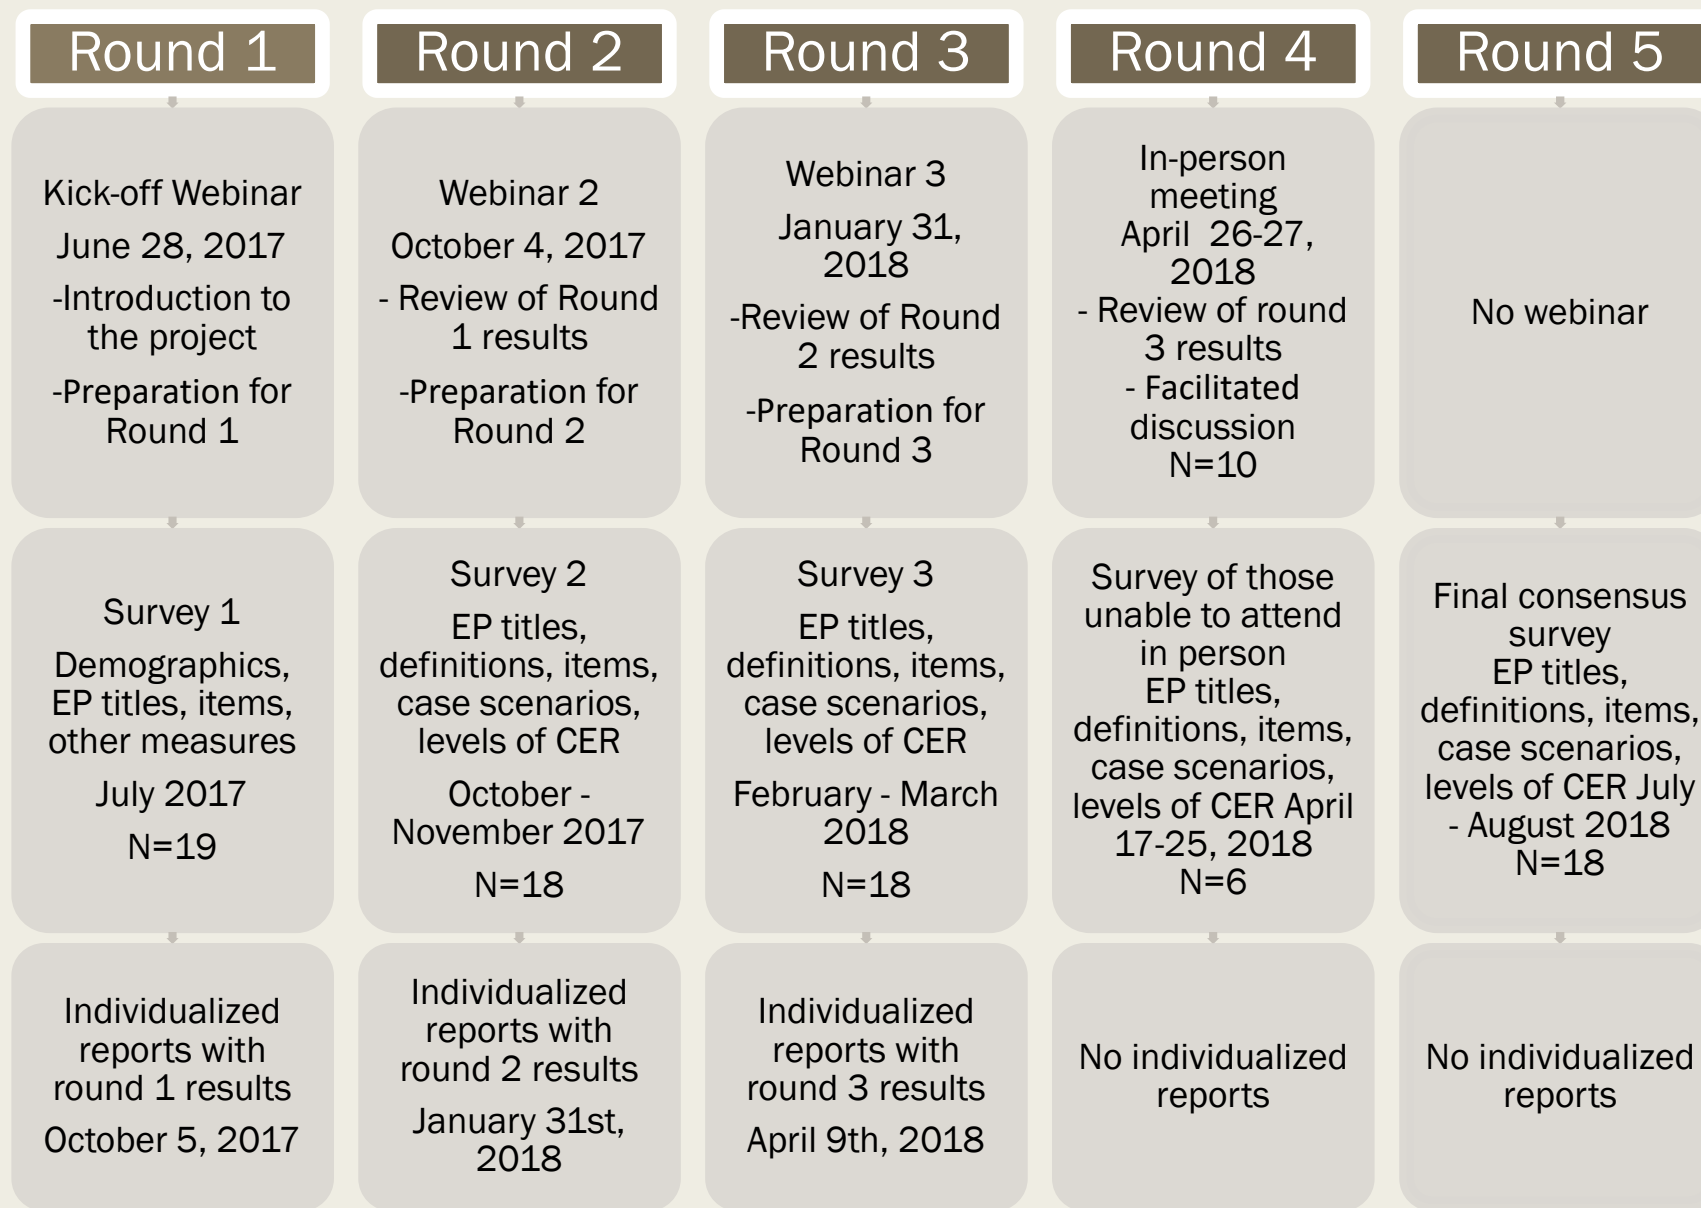 Round 1
Kick-off Webinar
June 28, 2017
-Introduction to
the project
-Preparation for
Round 1
Survey 1
Demographics,
EP titles, items,
other measures
July 2017
N=19
Individualized
reports with
round 1 results
October 5, 2017
Round 2
Webinar 2
October 4, 2017
- Review of Round
1 results
-Preparation for
Round 2
Survey 2
EP titles,
definitions, items,
case scenarios,
levels of CER
October -
November 2017
N=18
Individualized
reports with
round 2 results
January 31st,
2018
Round 3
Webinar 3
January 31,
2018
-Review of Round
2 results
-Preparation for
Round 3
Survey 3
EP titles,
definitions, items,
case scenarios,
levels of CER
February - March
2018
N=18
Individualized
reports with
round 3 results
April 9th, 2018
Round 4
In-person
meeting
April  26-27,
2018
- Review of round
3 results
- Facilitated
discussion
N=10
Survey of those
unable to attend
in person
EP titles,
definitions, items,
case scenarios,
levels of CER April
17-25, 2018
N=6
No individualized
reports
Round 5
No webinar
Final consensus
survey
EP titles,
definitions, items,
case scenarios,
levels of CER July
- August 2018
N=18
No individualized
reports